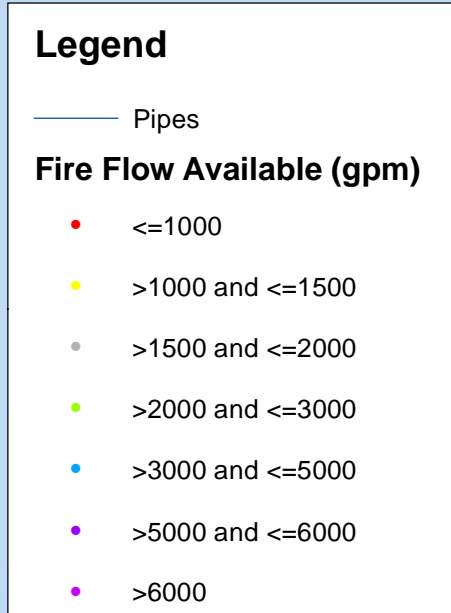 Legend
Pipes
Fire Flow Available (gpm)
<=1000
>1000 and <=1500
>1500 and <=2000
>2000 and <=3000
>3000 and <=5000
>5000 and <=6000
>6000